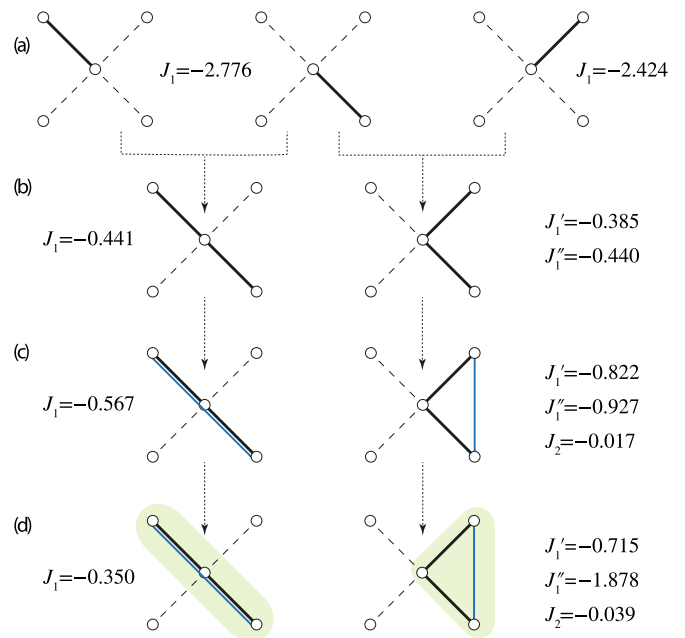 (a)
J₁=−2.776
J₁=−2.424
(b)
J₁=−0.441
J₁′=−0.385
J₁″=−0.440
(c)
J₁=−0.567
J₁′=−0.822
J₁″=−0.927
J₂=−0.017
(d)
J₁=−0.350
J₁′=−0.715
J₁″=−1.878
J₂=−0.039